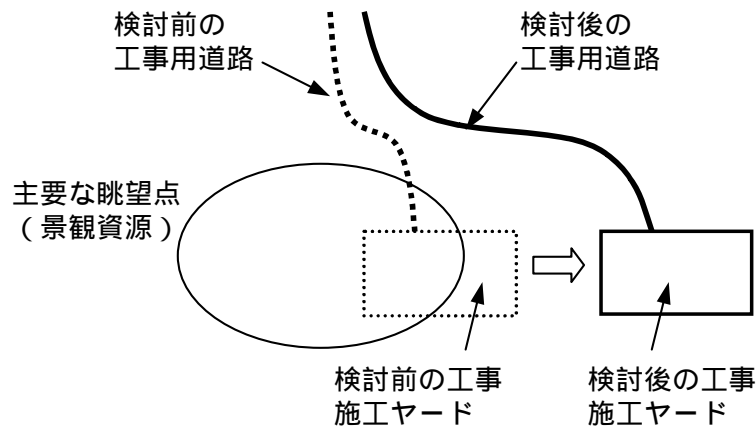 検討前の
工事用道路
検討後の
工事用道路
主要な眺望点
(景観資源)
検討前の工事
施工ヤード
検討後の工事
施工ヤード